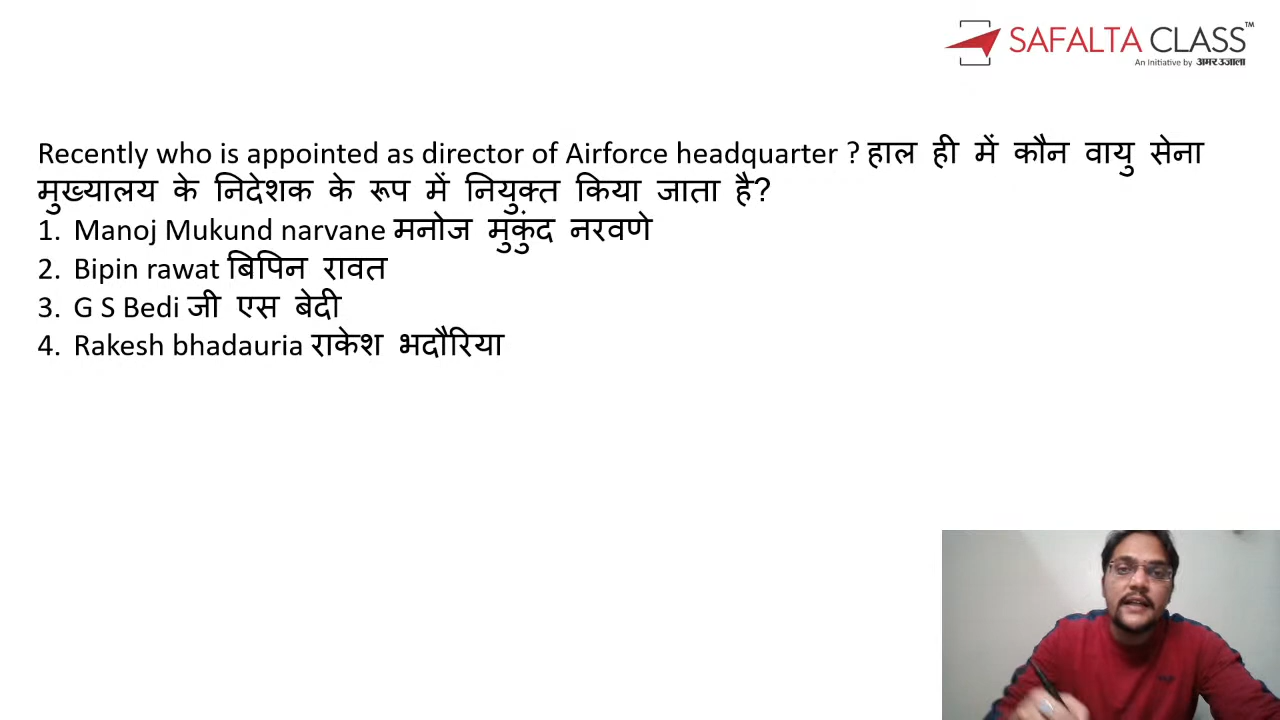 SAFALTA CLASS™
An Initiative by अमर उजाला
Recently who is appointed as director of Airforce headquarter ? हाल ही में कौन वायु सेना
मुख्यालय के निदेशक के रूप में नियुक्त किया जाता है?
1. Manoj Mukund narvane मनोज मुकुंद नरवणे
2. Bipin rawat बिपिन रावत
3. G S Bedi जी एस बेदी
4. Rakesh bhadauria राकेश भदौरिया